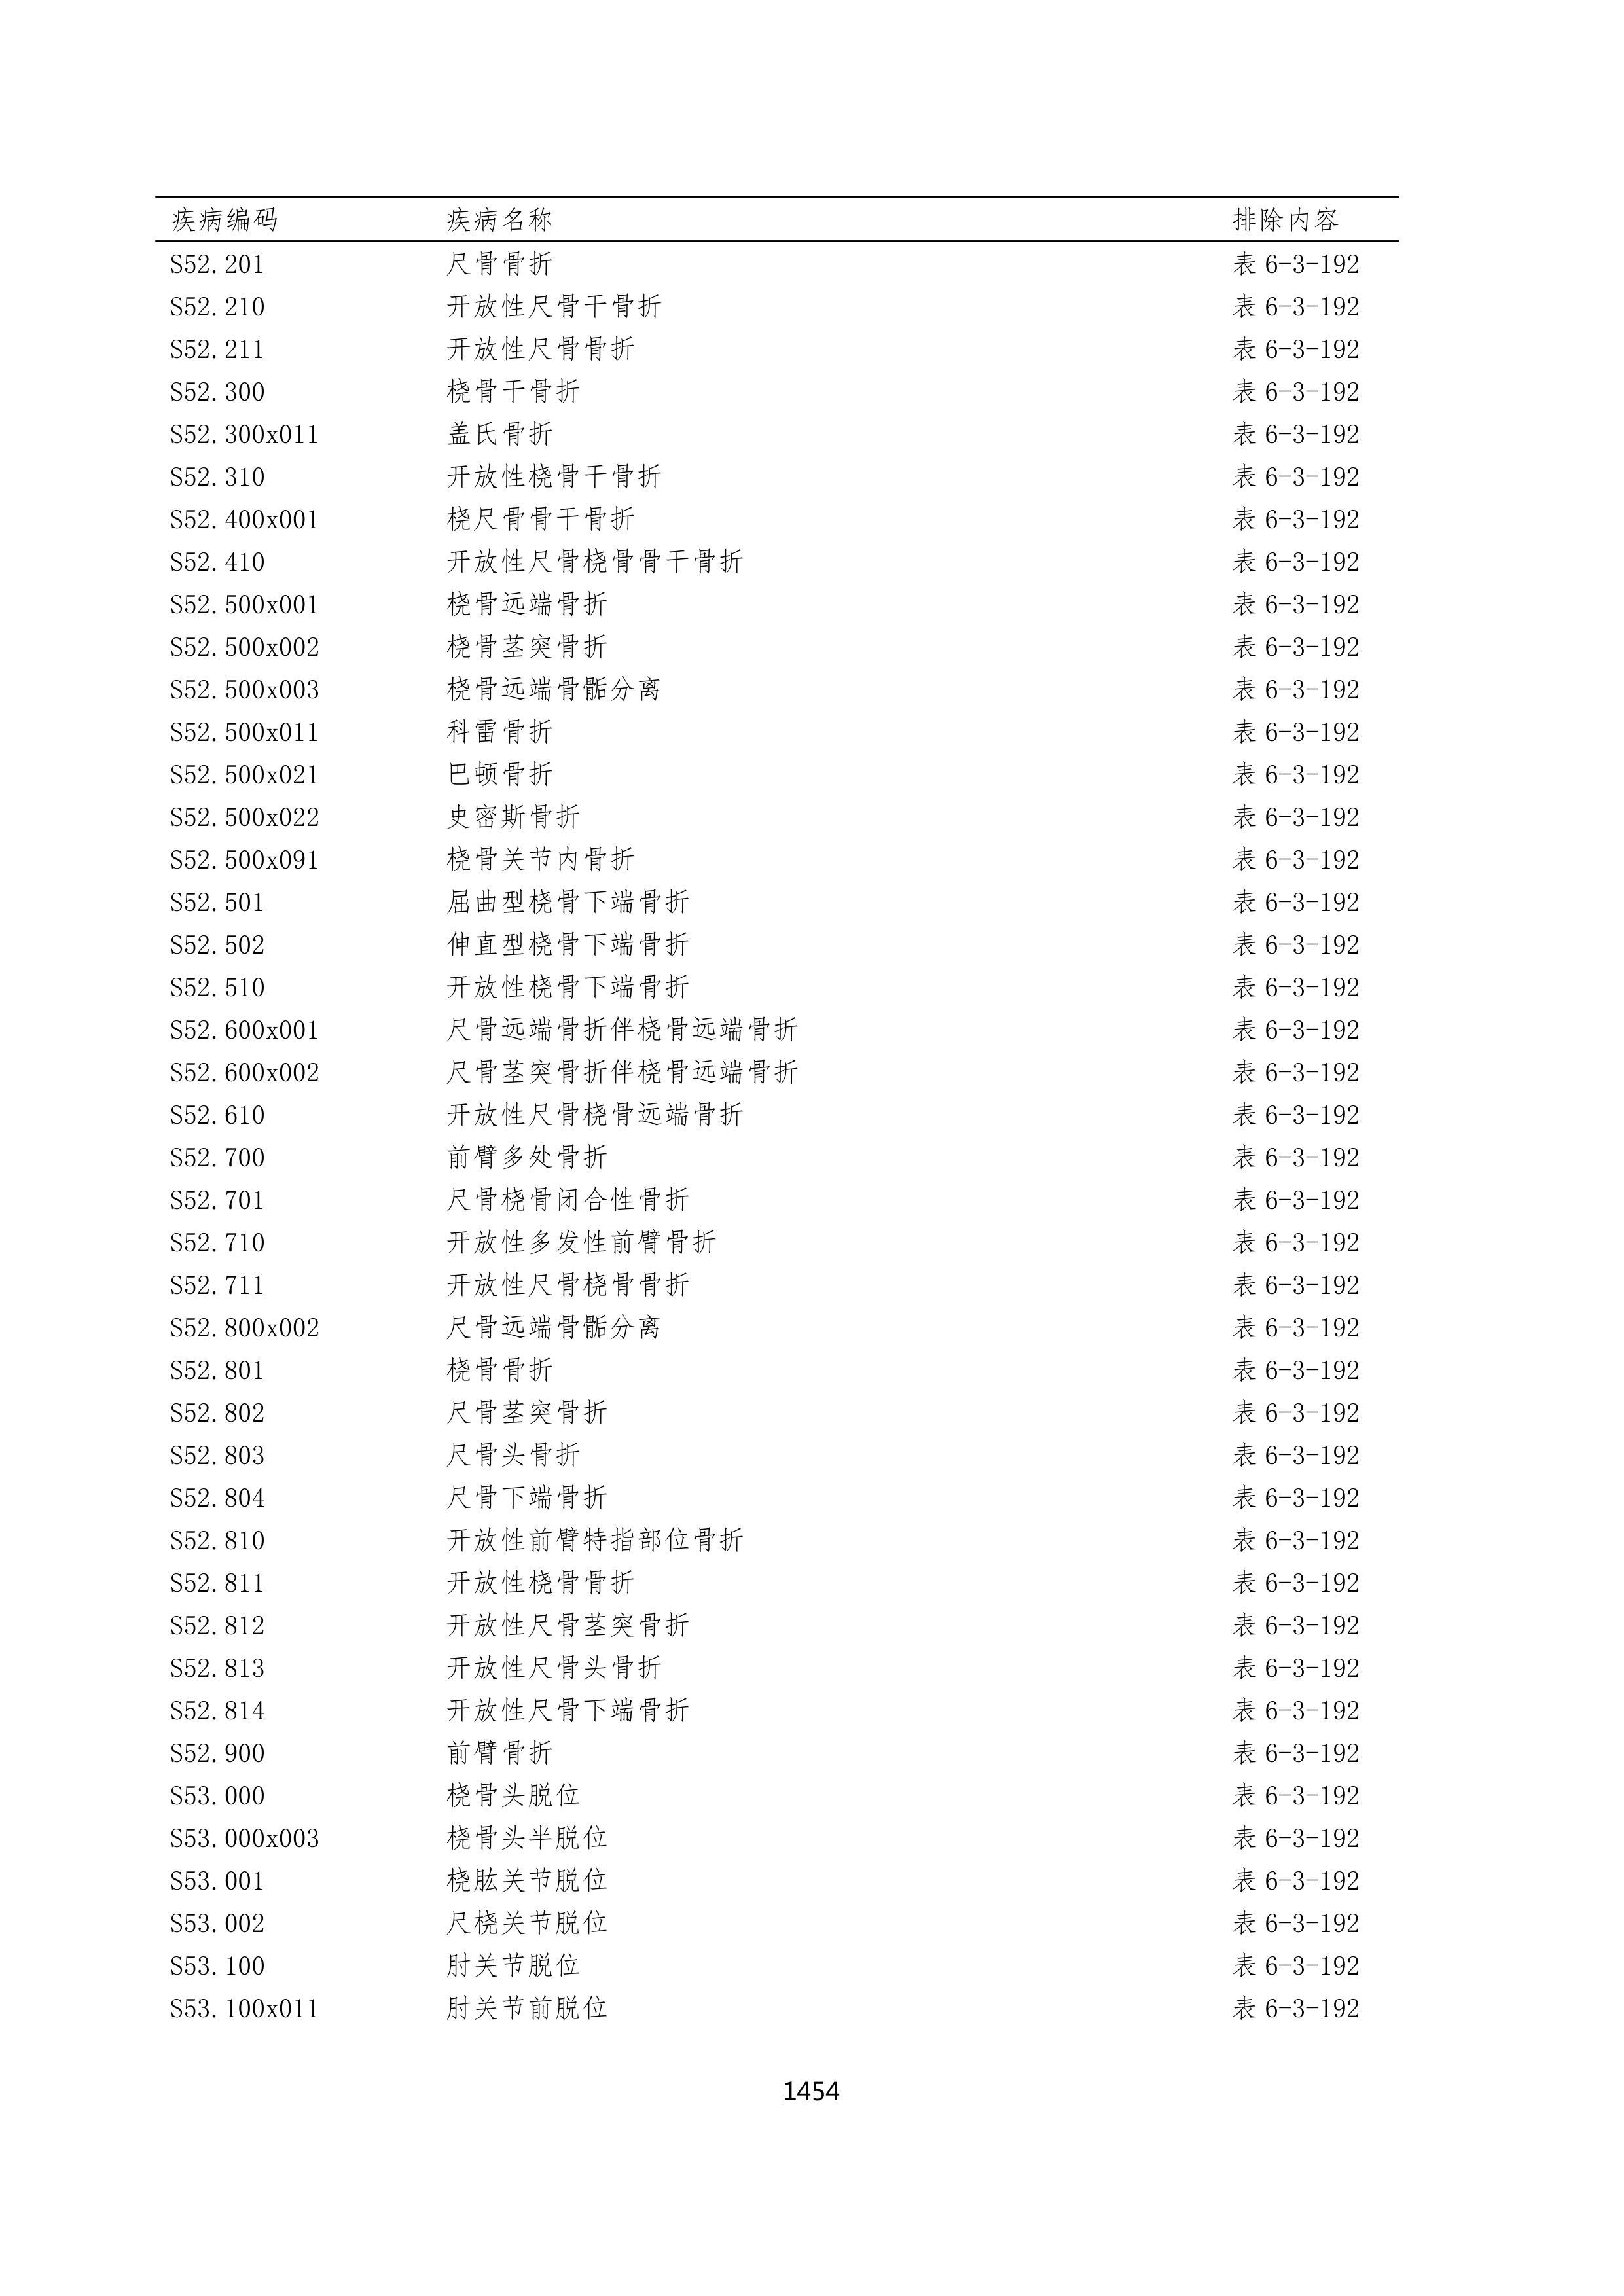 疾病编码 疾病名称 排除内容
S52.201 尺骨骨折 表 6-3-192
S52.210 开放性尺骨干骨折 表 6-3-192
S52.211 开放性尺骨骨折 表 6-3-192
S52.300 桡骨干骨折 表 6-3-192
S52.300x011 盖氏骨折 表 6-3-192
S52.310 开放性桡骨干骨折 表 6-3-192
S52.400x001 桡尺骨骨干骨折 表 6-3-192
S52.410 开放性尺骨桡骨骨干骨折 表 6-3-192
S52.500x001 桡骨远端骨折 表 6-3-192
S52.500x002 桡骨茎突骨折 表 6-3-192
S52.500x003 桡骨远端骨骺分离 表 6-3-192
S52.500x011 科雷骨折 表 6-3-192
S52.500x021 巴顿骨折 表 6-3-192
S52.500x022 史密斯骨折 表 6-3-192
S52.500x091 桡骨关节内骨折 表 6-3-192
S52.501 屈曲型桡骨下端骨折 表 6-3-192
S52.502 伸直型桡骨下端骨折 表 6-3-192
S52.510 开放性桡骨下端骨折 表 6-3-192
S52.600x001 尺骨远端骨折伴桡骨远端骨折 表 6-3-192
S52.600x002 尺骨茎突骨折伴桡骨远端骨折 表 6-3-192
S52.610 开放性尺骨桡骨远端骨折 表 6-3-192
S52.700 前臂多处骨折 表 6-3-192
S52.701 尺骨桡骨闭合性骨折 表 6-3-192
S52.710 开放性多发性前臂骨折 表 6-3-192
S52.711 开放性尺骨桡骨骨折 表 6-3-192
S52.800x002 尺骨远端骨骺分离 表 6-3-192
S52.801 桡骨骨折 表 6-3-192
S52.802 尺骨茎突骨折 表 6-3-192
S52.803 尺骨头骨折 表 6-3-192
S52.804 尺骨下端骨折 表 6-3-192
S52.810 开放性前臂特指部位骨折 表 6-3-192
S52.811 开放性桡骨骨折 表 6-3-192
S52.812 开放性尺骨茎突骨折 表 6-3-192
S52.813 开放性尺骨头骨折 表 6-3-192
S52.814 开放性尺骨下端骨折 表 6-3-192
S52.900 前臂骨折 表 6-3-192
S53.000 桡骨头脱位 表 6-3-192
S53.000x003 桡骨头半脱位 表 6-3-192
S53.001 桡肱关节脱位 表 6-3-192
S53.002 尺桡关节脱位 表 6-3-192
S53.100 肘关节脱位 表 6-3-192
S53.100x011 肘关节前脱位 表 6-3-192
1454